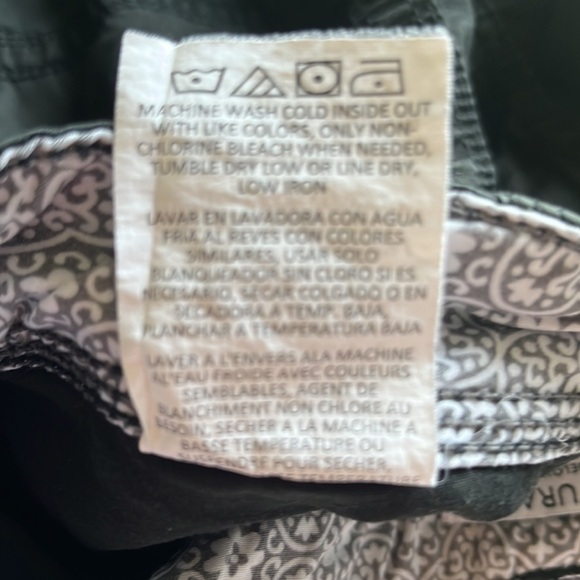 MACHINE WASH COLD INSIDE OUT
WITH LIKE COLORS, ONLY NON-
CHLORINE BLEACH WHEN NEEDED,
TUMBLE DRY LOW OR LINE DRY,
LOW IRON
LAVAR EN LAVADORA CON AGUA
FRIA AL REVES CON COLORES
SIMILARES, USAR SOLO
BLANQUEADOR SIN CLORO SI ES
NECESARIO, SECAR COLGADO O EN
SECADORA A TEMP. BAJA,
PLANCHAR A TEMPERATURA BAJA
LAVER A L'ENVERS ALA MACHINE
AL'EAU FROIDE AVEC COULEURS
SEMBLABLES, AGENT DE
BLANCHIMENT NON CHLORE AU
BESOIN, SECHER A LA MACHINE A
BASSE TEMPERATURE OU
SUSPENDRE POUR SECHER
TEMPERATURE
URA